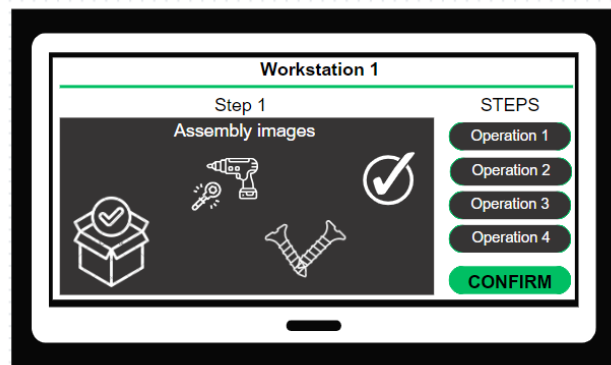 Workstation 1
Step 1
Assembly images
STEPS
Operation 1
Operation 2
Operation 3
Operation 4
CONFIRM